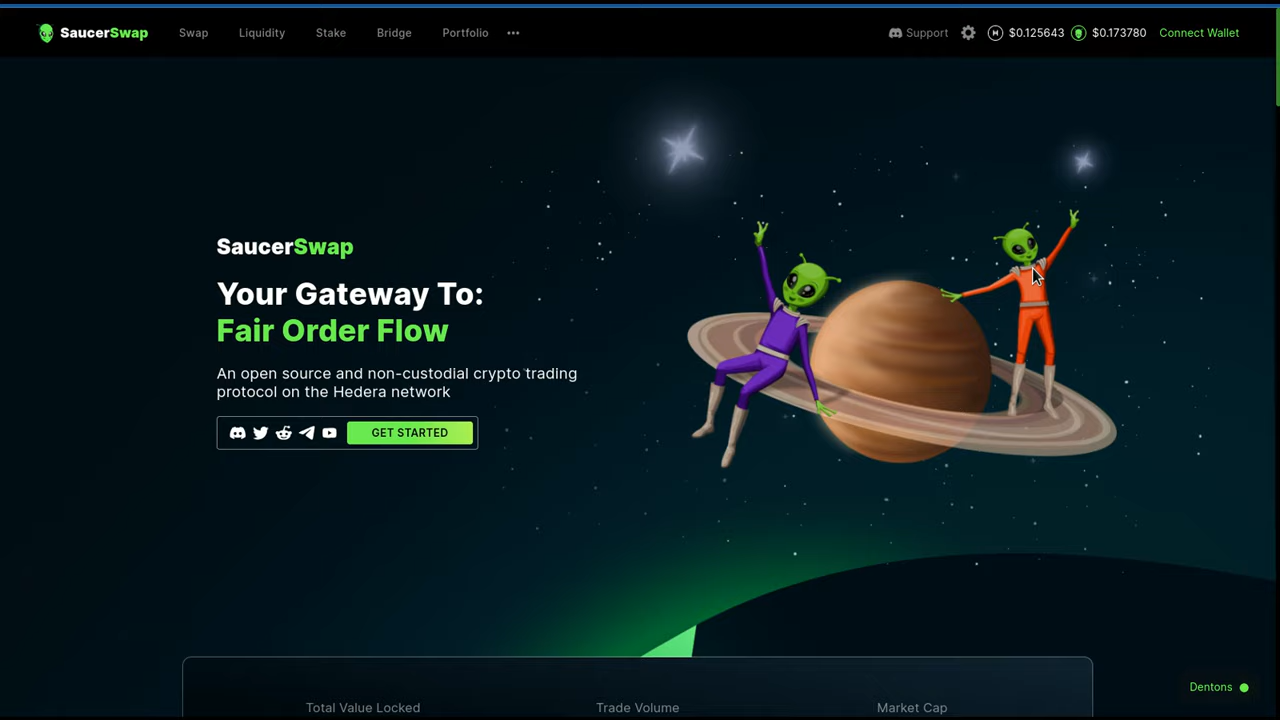 SaucerSwap
Swap
Liquidity
Stake
Bridge
Portfolio
Support
$0.125643
$0.173780
Connect Wallet
SaucerSwap
Your Gateway To:
Fair Order Flow
An open source and non-custodial crypto trading
protocol on the Hedera network
GET STARTED
Total Value Locked
Trade Volume
Market Cap
Dentons